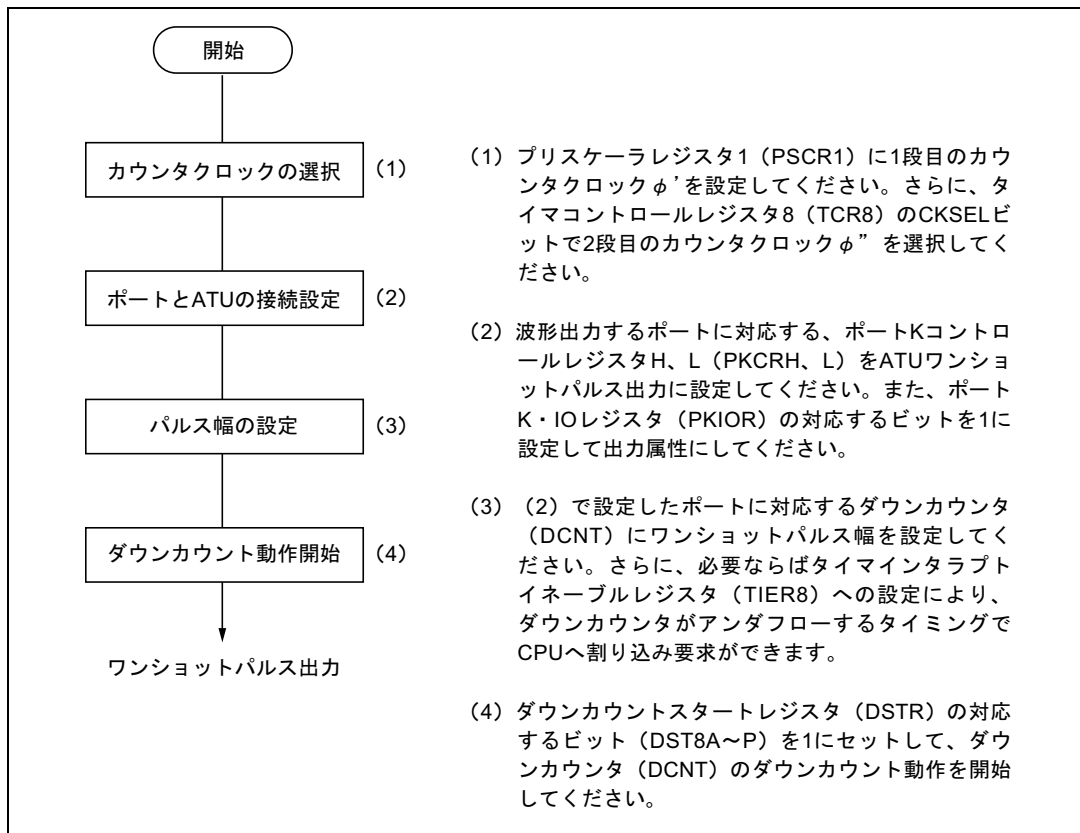 開始
カウンタクロックの選択 (1)
ポートとATUの接続設定 (2)
パルス幅の設定 (3)
ダウンカウント動作開始 (4)
ワンショットパルス出力
(1) プリスケーラレジスタ1(PSCR1)に1段目のカウ
ンタクロックφ’を設定してください。さらに、タ
イマコントロールレジスタ8(TCR8)のCKSELビ
ットで2段目のカウンタクロックφ”を選択してく
ださい。
(2) 波形出力するポートに対応する、ポートKコントロ
ールレジスタH、L(PKCRH、L)をATUワンショ
ットパルス出力に設定してください。また、ポート
K・IOレジスタ(PKIOR)の対応するビットを1に
設定して出力属性にしてください。
(3) (2)で設定したポートに対応するダウンカウンタ
(DCNT)にワンショットパルス幅を設定してく
ださい。さらに、必要ならばタイマインタラプト
イネーブルレジスタ(TIER8)への設定により、
ダウンカウンタがアンダフローするタイミングで
CPUへ割り込み要求ができます。
(4) ダウンカウントスタートレジスタ(DSTR)の対応
するビット(DST8A~P)を1にセットして、ダウ
ンカウンタ(DCNT)のダウンカウント動作を開始
してください。